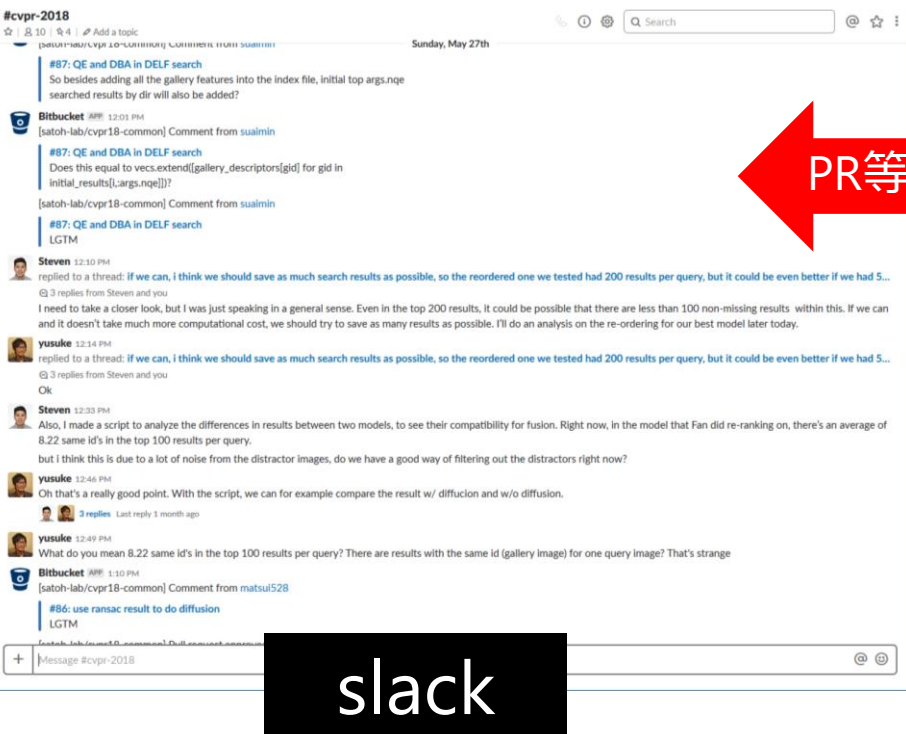 #cvpr-2018
10 | 4 | Add a topic
Search
[satoh-lab/cvpr18-common] Comment from suaimin
Sunday, May 27th
#87: QE and DBA in DELF search
So besides adding all the gallery features into the index file, initial top args.nqe
searched results by dir will also be added?
Bitbucket APP 12:01 PM
[satoh-lab/cvpr18-common] Comment from suaimin
#87: QE and DBA in DELF search
Does this equal to vecs.extend([gallery_descriptors[gid] for gid in
initial_results[i,:args.nqe]])?
[satoh-lab/cvpr18-common] Comment from suaimin
#87: QE and DBA in DELF search
LGTM
PR等
Steven 12:10 PM
replied to a thread: if we can, i think we should save as much search results as possible, so the reordered one we tested had 200 results per query, but it could be even better if we had 5...
3 replies from Steven and you
I need to take a closer look, but I was just speaking in a general sense. Even in the top 200 results, it could be possible that there are less than 100 non-missing results within this. If we can
and it doesn't take much more computational cost, we should try to save as many results as possible. I'll do an analysis on the re-ordering for our best model later today.
yusuke 12:14 PM
replied to a thread: if we can, i think we should save as much search results as possible, so the reordered one we tested had 200 results per query, but it could be even better if we had 5...
3 replies from Steven and you
Ok
Steven 12:33 PM
Also, I made a script to analyze the differences in results between two models, to see their compatibility for fusion. Right now, in the model that Fan did re-ranking on, there's an average of
8.22 same id's in the top 100 results per query.
but i think this is due to a lot of noise from the distractor images, do we have a good way of filtering out the distractors right now?
yusuke 12:46 PM
Oh that's a really good point. With the script, we can for example compare the result w/ diffucion and w/o diffusion.
3 replies Last reply 1 month ago
yusuke 12:49 PM
What do you mean 8.22 same id's in the top 100 results per query? There are results with the same id (gallery image) for one query image? That's strange
Bitbucket APP 1:10 PM
[satoh-lab/cvpr18-common] Comment from matsui528
#86: use ransac result to do diffusion
LGTM
[satoh-lab/cvpr18-common] Pull request
Message #cvpr-2018
slack